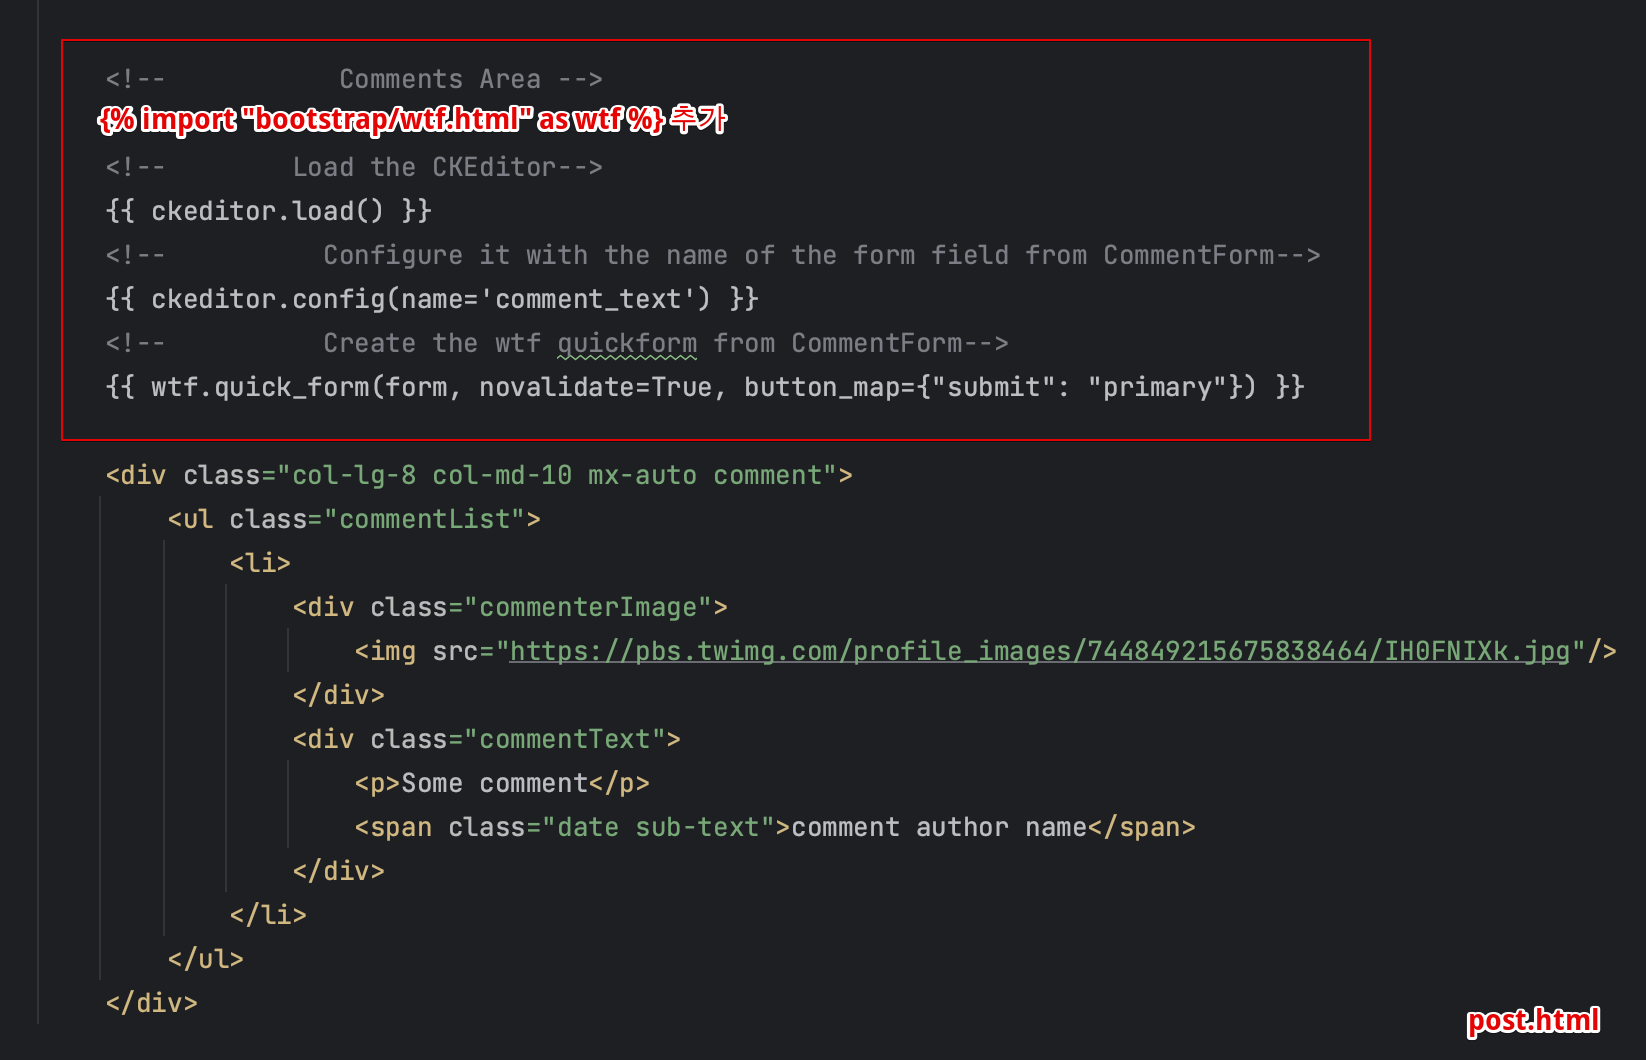 <!--           Comments Area -->
{% import "bootstrap/wtf.html" as wtf %} 추가
<!--        Load the CKEditor-->
{{ ckeditor.load() }}
<!--          Configure it with the name of the form field from CommentForm-->
{{ ckeditor.config(name='comment_text') }}
<!--          Create the wtf quickform from CommentForm-->
{{ wtf.quick_form(form, novalidate=True, button_map={"submit": "primary"}) }}
<div class="col-lg-8 col-md-10 mx-auto comment">
    <ul class="commentList">
        <li>
            <div class="commenterImage">
                <img src="https://pbs.twimg.com/profile_images/744849215675838464/IH0FNIXk.jpg"/>
            </div>
            <div class="commentText">
                <p>Some comment</p>
                <span class="date sub-text">comment author name</span>
            </div>
        </li>
    </ul>
</div>
post.html